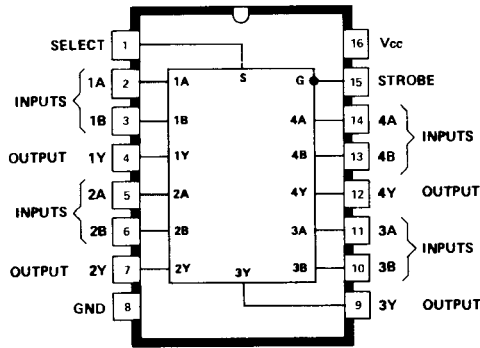 SELECT 1 S 16 Vcc
1A 2 1A G 15 STROBE
INPUTS
1B 3 1B 4A 14 4A
INPUTS
OUTPUT 1Y 4 1Y 4B 13 4B
2A 5 2A 4Y 12 4Y OUTPUT
INPUTS
2B 6 2B 3A 11 3A
INPUTS
OUTPUT 2Y 7 2Y 3Y 3B 10 3B
GND 8 9 3Y OUTPUT